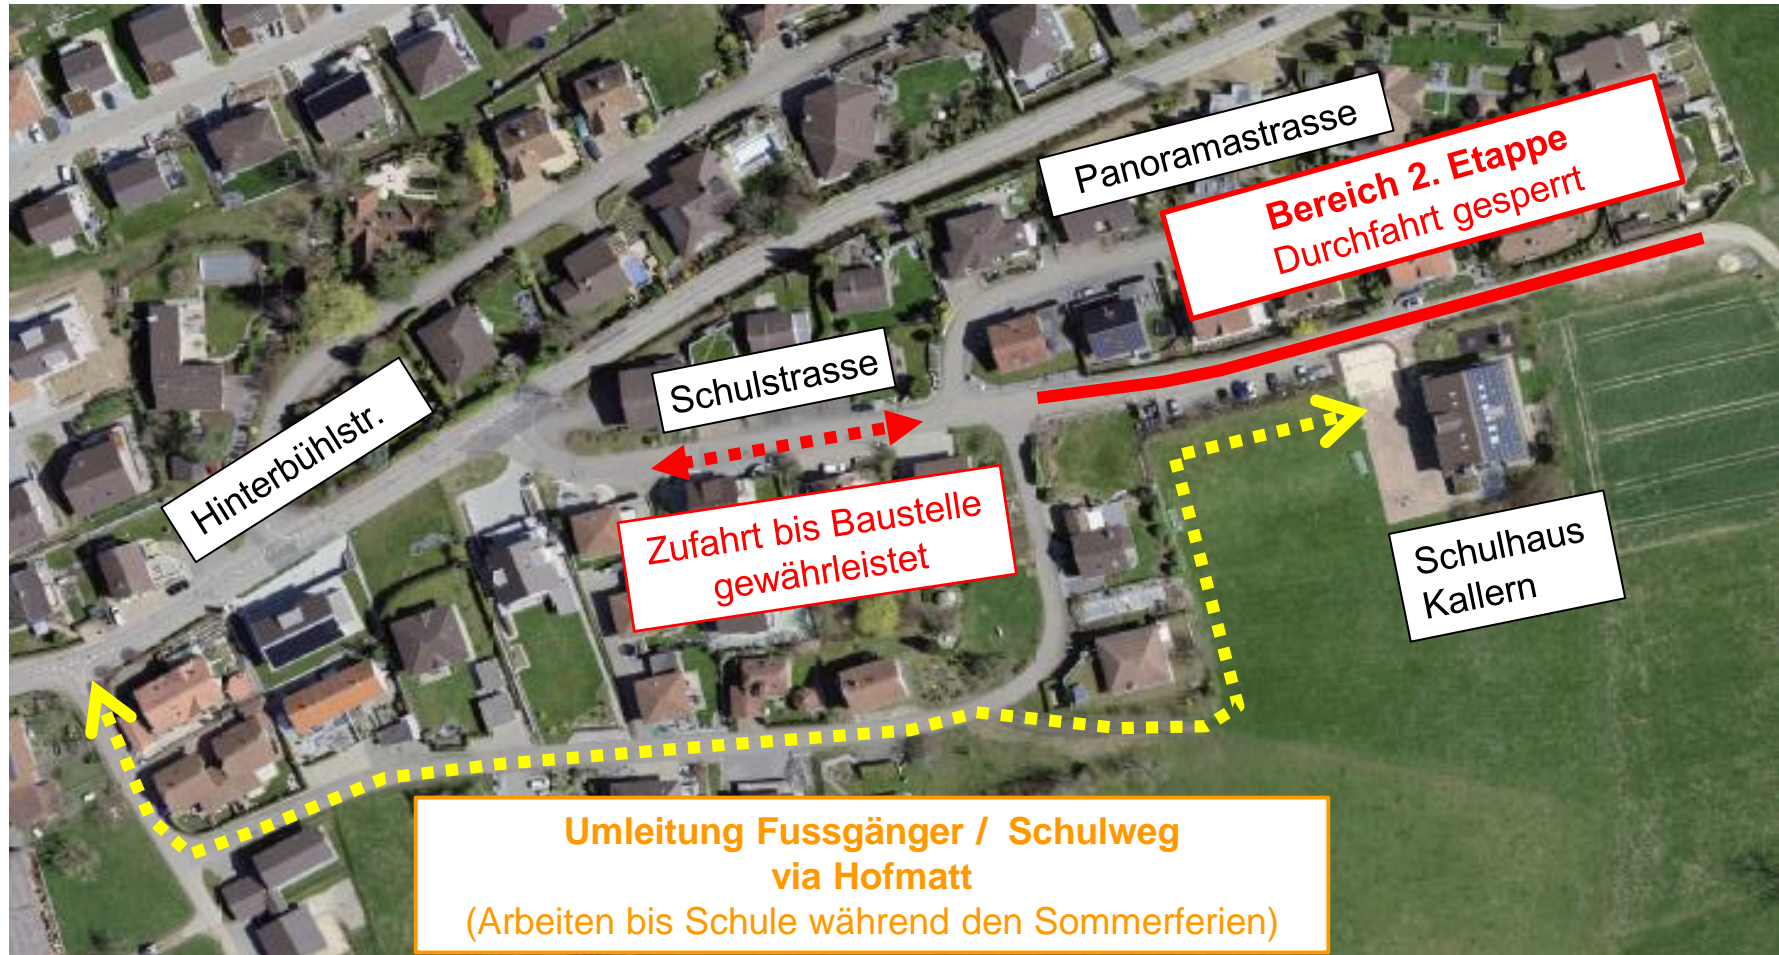 Panoramastrasse
Bereich 2. Etappe
Durchfahrt gesperrt
Schulstrasse
Hinterbühlstr.
Zufahrt bis Baustelle
gewährleistet
Schulhaus
Kallern
Umleitung Fussgänger / Schulweg
via Hofmatt
(Arbeiten bis Schule während den Sommerferien)